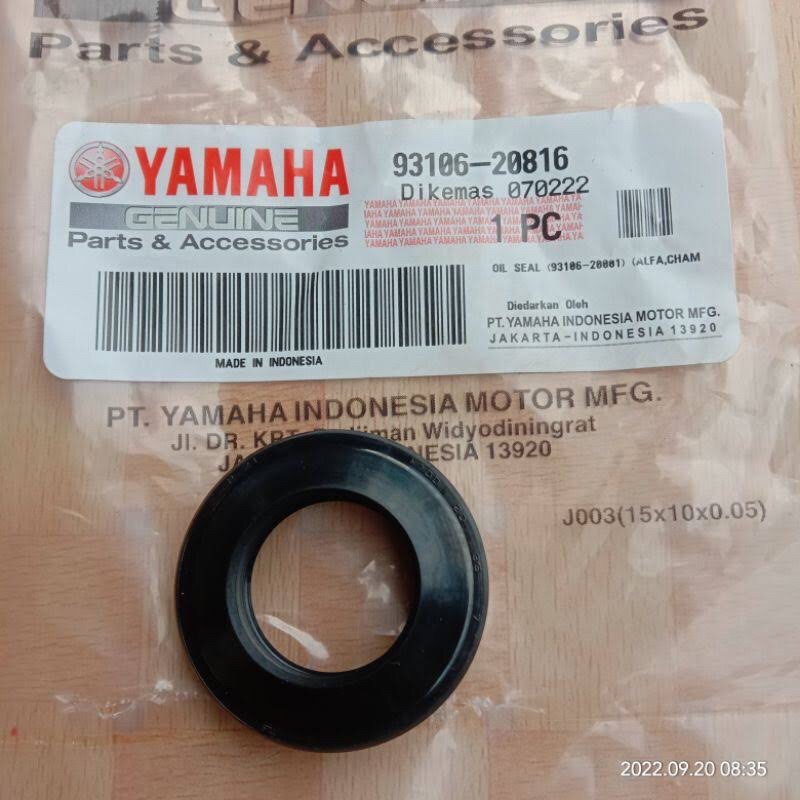 GENUINE
Parts & Accessories
YAMAHA
GENUINE
Parts & Accessories
93106-20816
Dikemas 070222
1 PC
OIL SEAL (93106-20001) (ALFA,CHAM
Diedarkan Oleh
PT. YAMAHA INDONESIA MOTOR MFG.
JAKARTA-INDONESIA 13920
MADE IN INDONESIA
PT. YAMAHA INDONESIA MOTOR MFG.
Jl. DR. KRT. Widyodiningrat
13920
J003(15x10x0.05)
2022.09.20 08:35